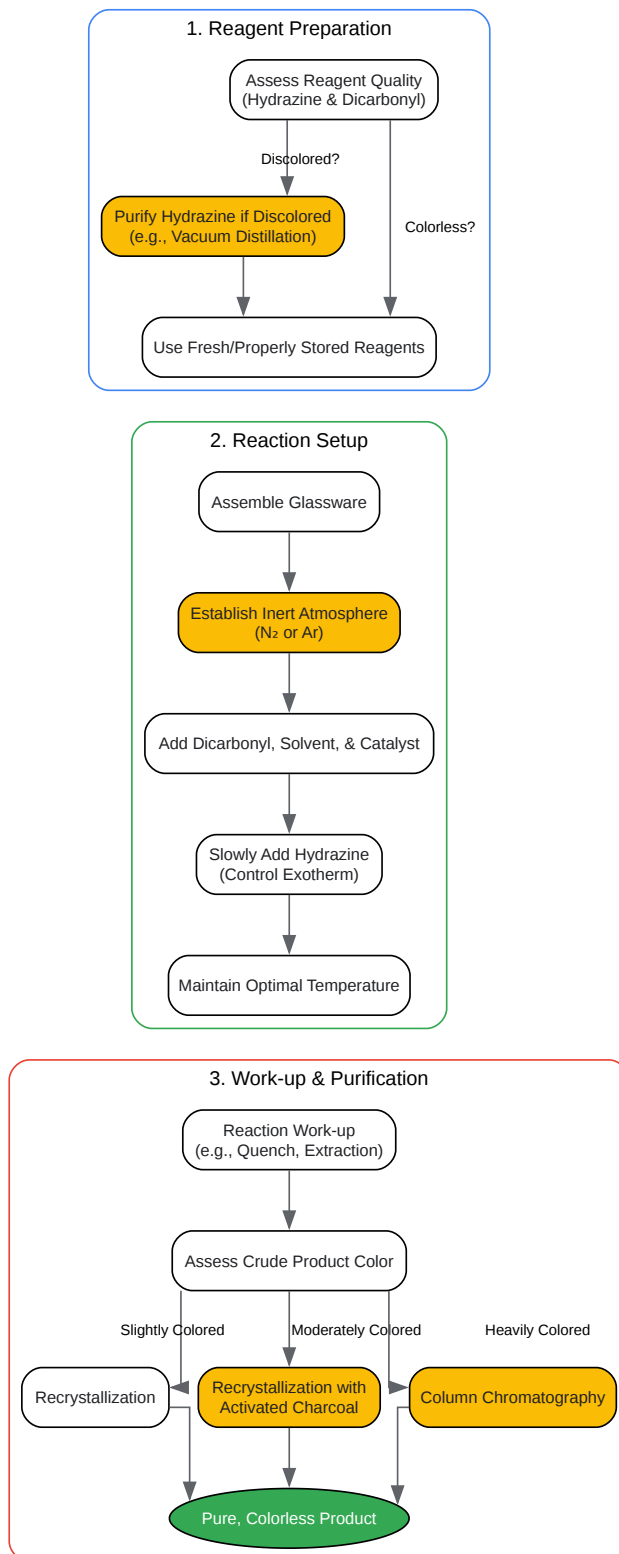 1. Reagent Preparation
Assess Reagent Quality
(Hydrazine & Dicarbonyl)
Discolored?
Purify Hydrazine if Discolored
(e.g., Vacuum Distillation)
Colorless?
Use Fresh/Properly Stored Reagents
2. Reaction Setup
Assemble Glassware
Establish Inert Atmosphere
(N₂ or Ar)
Add Dicarbonyl, Solvent, & Catalyst
Slowly Add Hydrazine
(Control Exotherm)
Maintain Optimal Temperature
3. Work-up & Purification
Reaction Work-up
(e.g., Quench, Extraction)
Assess Crude Product Color
Slightly Colored
Moderately Colored
Heavily Colored
Recrystallization
Recrystallization with
Activated Charcoal
Column Chromatography
Pure, Colorless Product